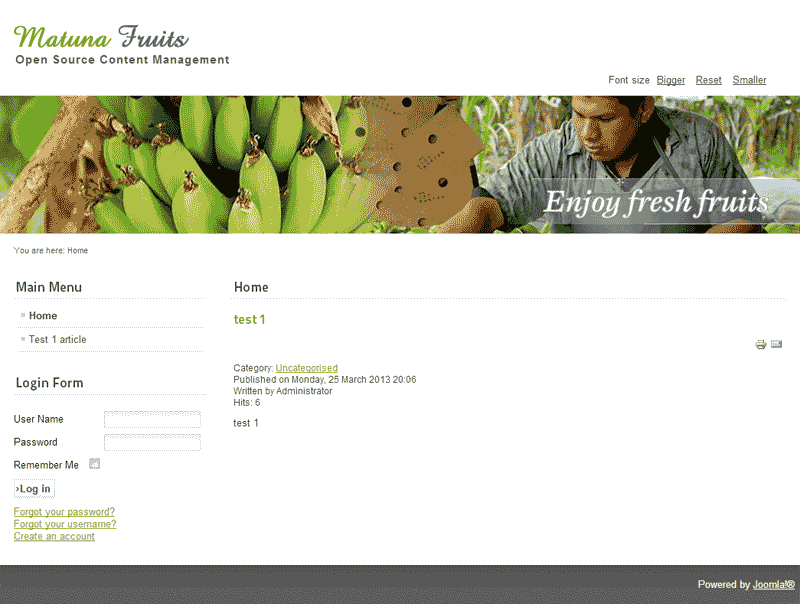 Matuna Fruits
Open Source Content Management
Font size Bigger Reset Smaller
Enjoy fresh fruits
You are here: Home
Main Menu
Home
Test 1 article
Login Form
User Name
Password
Remember Me
›Log in
Forgot your password?
Forgot your username?
Create an account
Home
test 1
Category: Uncategorised
Published on Monday, 25 March 2013 20:06
Written by Administrator
Hits: 6
test 1
Powered by Joomla!®